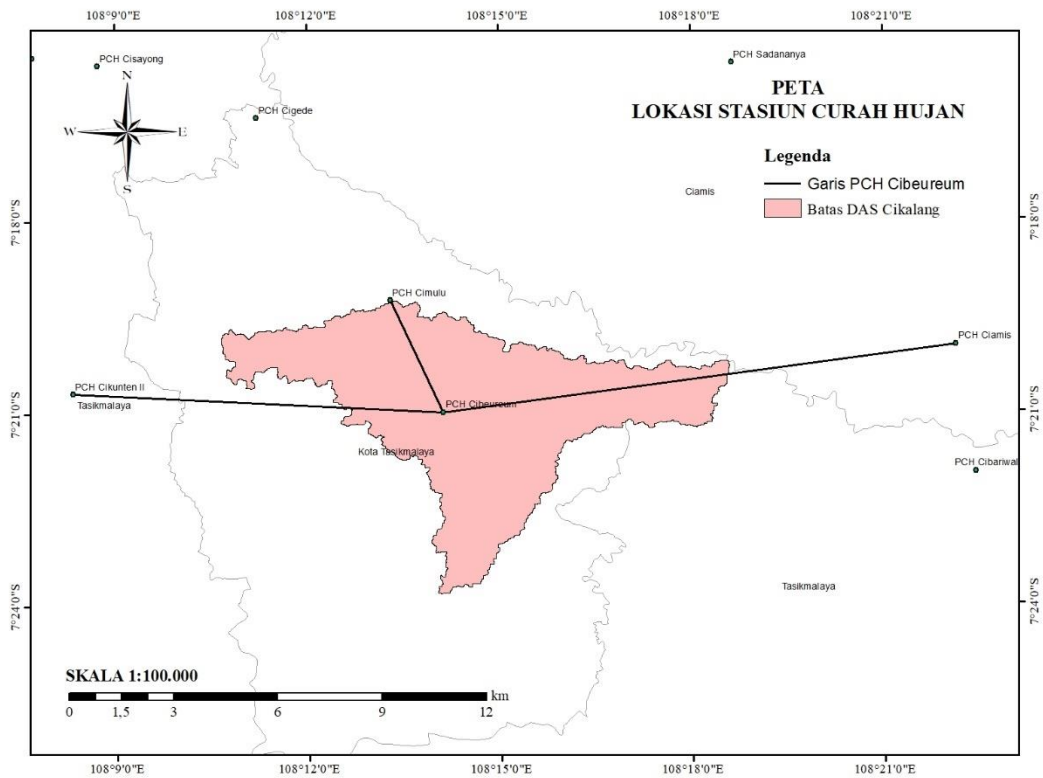 108°9'0"E
108°12'0"E
108°15'0"E
108°18'0"E
108°21'0"E
PCH Cisayong
PCH Sadananya
N
W
E
S
PCH Cigede
PETA
LOKASI STASIUN CURAH HUJAN
Legenda
Garis PCH Cibeureum
Batas DAS Cikalang
Ciamis
7°18'0"S
7°18'0"S
PCH Cimulu
PCH Ciamis
PCH Cikunten II
Tasikmalaya
PCH Cibeureum
7°21'0"S
7°21'0"S
Kota Tasikmalaya
PCH Cibariwal
Tasikmalaya
7°24'0"S
7°24'0"S
SKALA 1:100.000
km
0 1,5 3 6 9 12
108°9'0"E
108°12'0"E
108°15'0"E
108°18'0"E
108°21'0"E